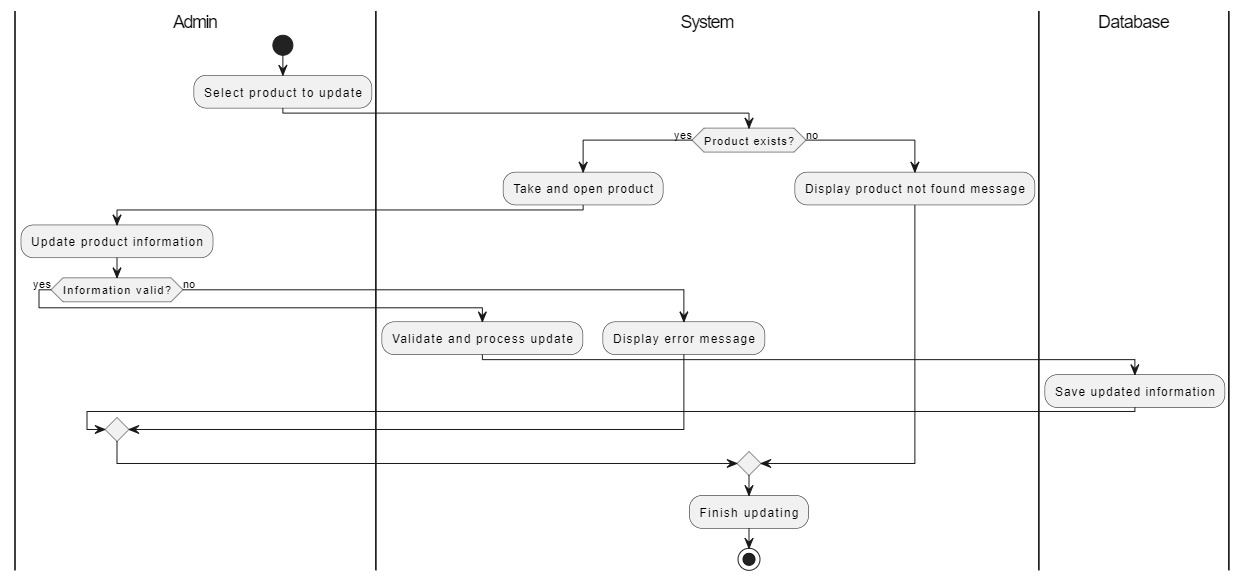 Admin
System
Database
Select product to update
yes
Product exists?
no
Take and open product
Display product not found message
Update product information
yes
Information valid?
no
Validate and process update
Display error message
Save updated information
Finish updating